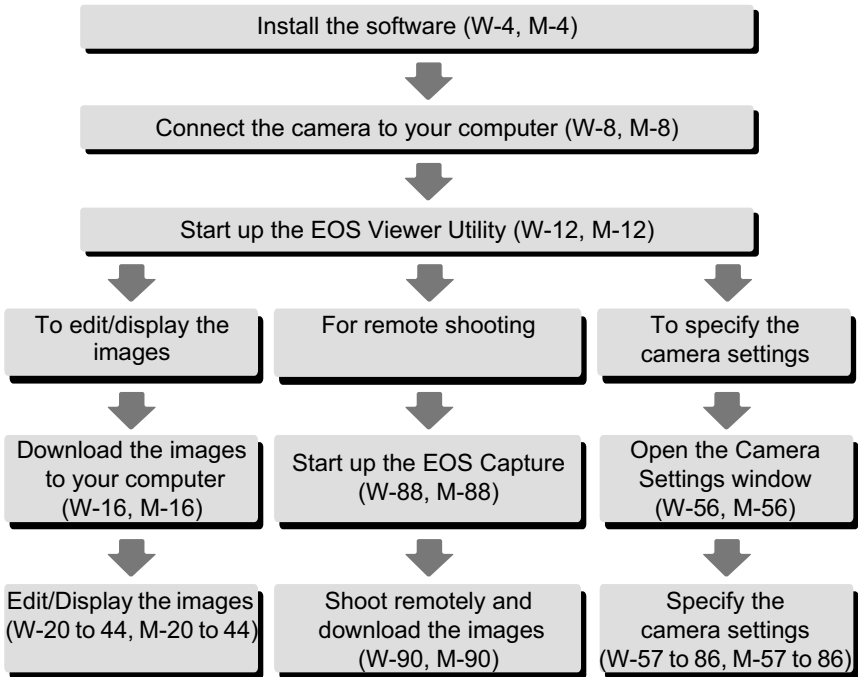 Install the software (W-4, M-4)
Connect the camera to your computer (W-8, M-8)
Start up the EOS Viewer Utility (W-12, M-12)
To edit/display the
images
For remote shooting
To specify the
camera settings
Download the images
to your computer
(W-16, M-16)
Start up the EOS Capture
(W-88, M-88)
Open the Camera
Settings window
(W-56, M-56)
Edit/Display the images
(W-20 to 44, M-20 to 44)
Shoot remotely and
download the images
(W-90, M-90)
Specify the
camera settings
(W-57 to 86, M-57 to 86)